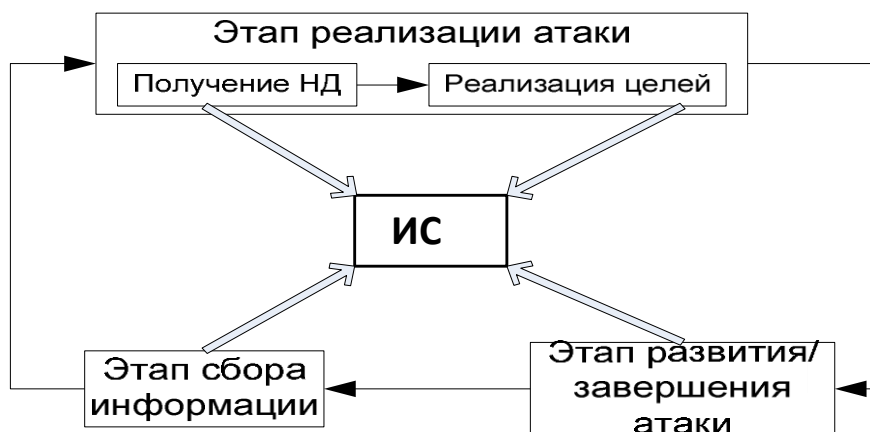 Этап реализации атаки
Получение НД
Реализация целей
ИС
Этап сбора
информации
Этап развития/
завершения
атаки